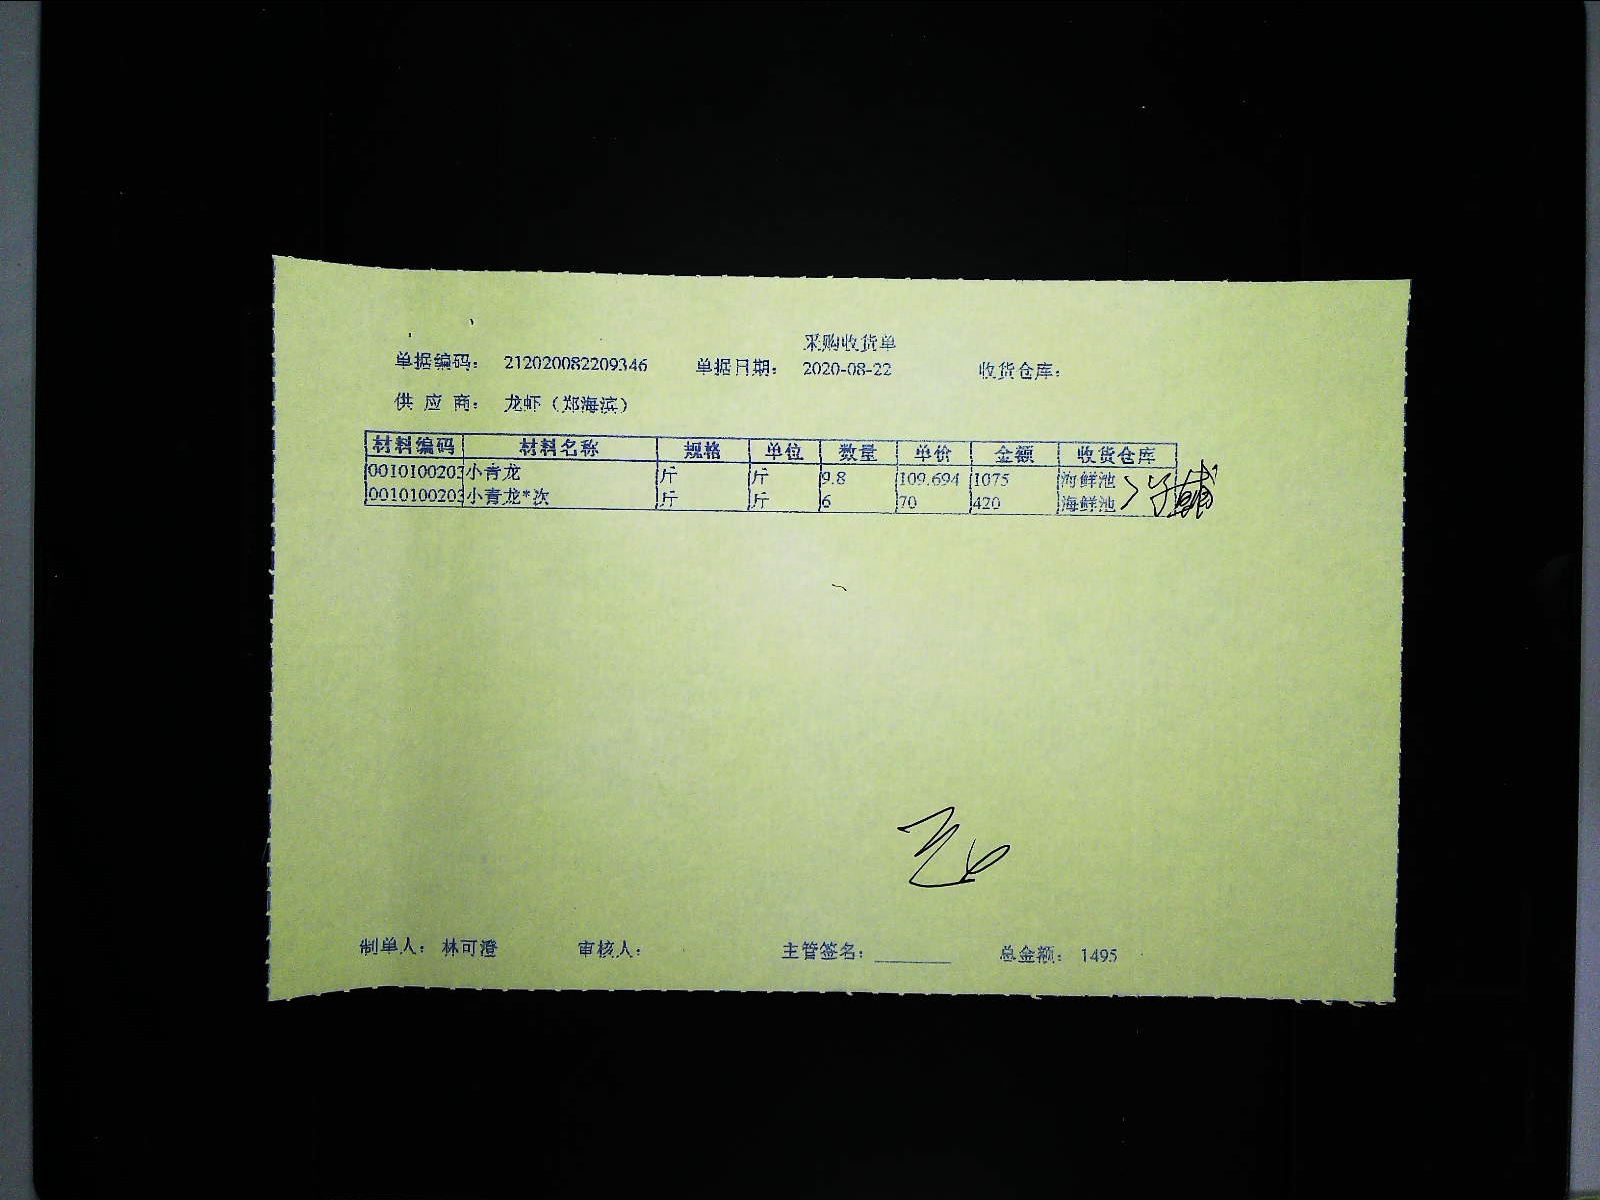 采购收货单
单据编码： 212020082209346 单据日期： 2020-08-22 收货仓库：
供 应 商： 龙虾（郑海滨）
材料编码 材料名称 规格 单位 数量 单价 金额 收货仓库
0010100203 小青龙 斤 斤 9.8 109.694 1075 海鲜池
0010100203 小青龙*次 斤 斤 6 70 420 海鲜池
制单人： 林可澄 审核人： 主管签名： 总金额： 1495